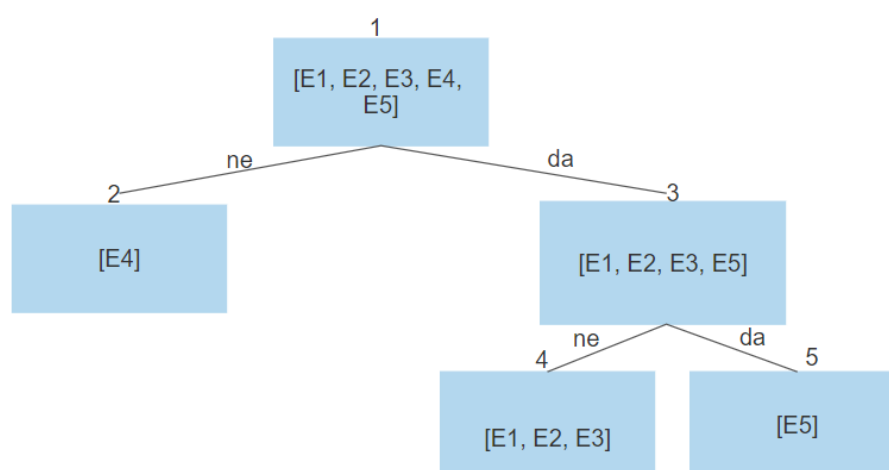 1
[E1, E2, E3, E4,
E5]
ne
da
2
3
[E4]
[E1, E2, E3, E5]
ne
da
4
5
[E1, E2, E3]
[E5]